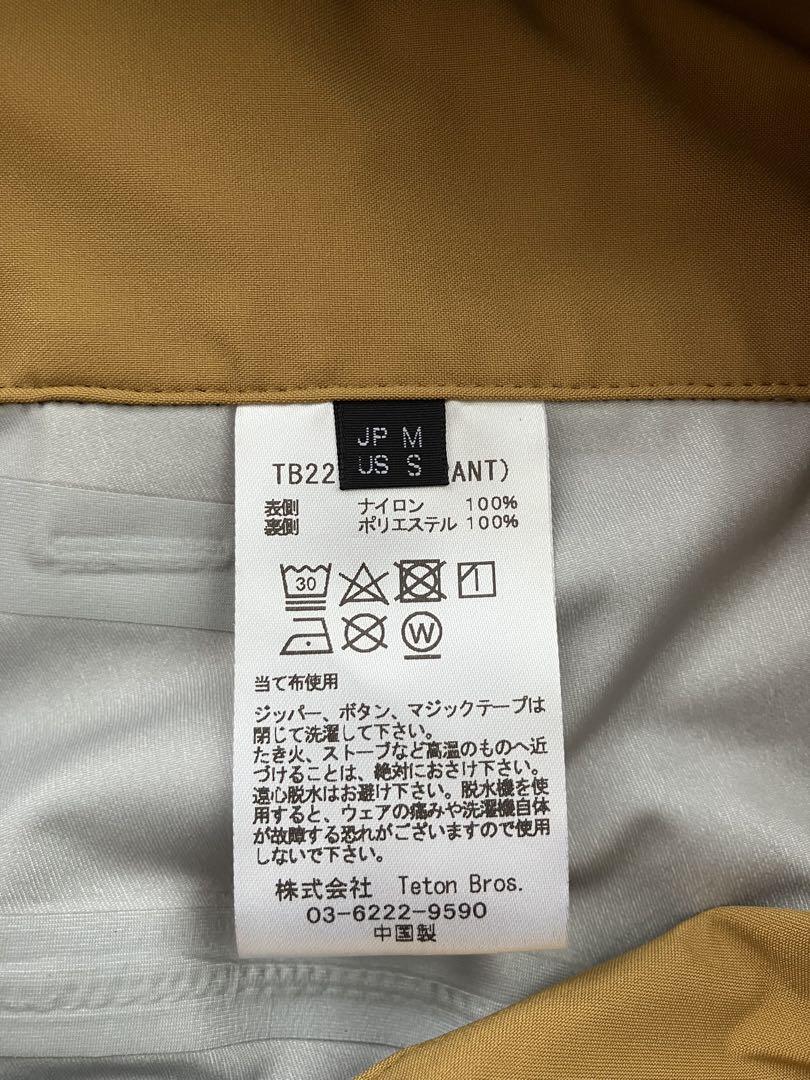 JP M
US S
TB22 ANT)
表側 ナイロン 100%
裏側 ポリエステル 100%
30
W
当て布使用
ジッパー、ボタン、マジックテープは
閉じて洗濯して下さい。
たき火、ストーブなど高温のものへ近
づけることは、絶対におさけ下さい。
遠心脱水はお避け下さい。脱水機を使
用すると、ウェアの痛みや洗濯機自体
が故障する恐れがございますので使用
しないで下さい。
株式会社 Teton Bros.
03-6222-9590
中国製